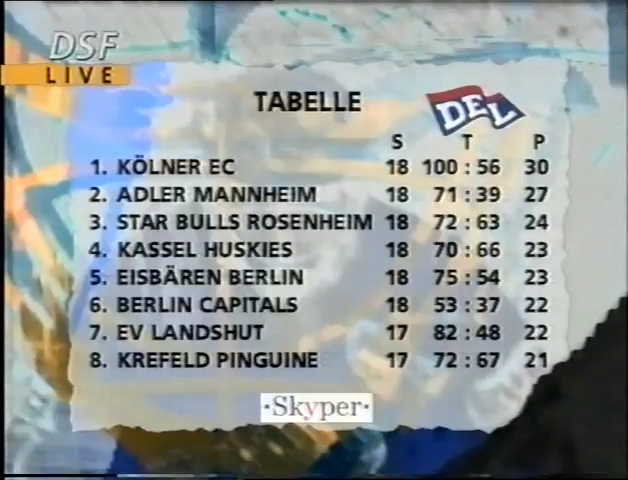 DSF
LIVE
TABELLE
DEL
S T P
1. KÖLNER EC 18 100 : 56 30
2. ADLER MANNHEIM 18 71 : 39 27
3. STAR BULLS ROSENHEIM 18 72 : 63 24
4. KASSEL HUSKIES 18 70 : 66 23
5. EISBÄREN BERLIN 18 75 : 54 23
6. BERLIN CAPITALS 18 53 : 37 22
7. EV LANDSHUT 17 82 : 48 22
8. KREFELD PINGUINE 17 72 : 67 21
·Skyper·